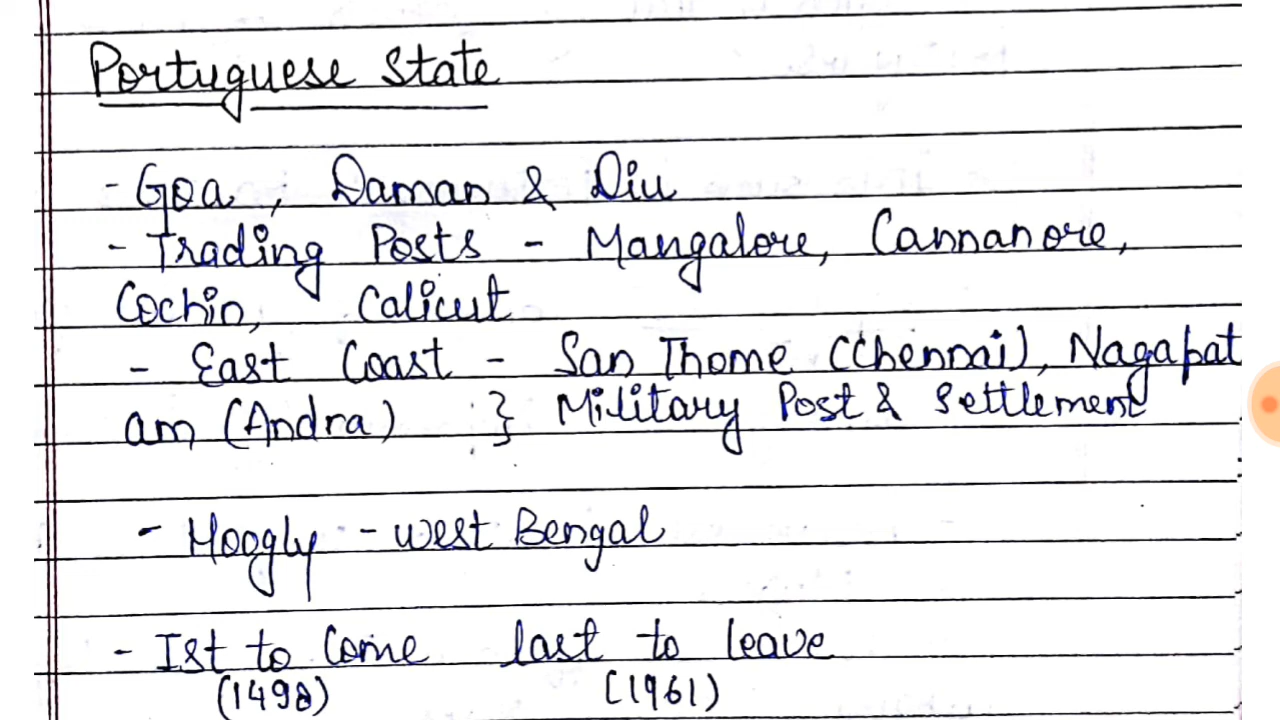 Portuguese State
- Goa, Daman & Diu
- Trading Posts - Mangalore, Cannanore,
Cochin, Calicut
- East Coast - San Thome (Chennai), Nagapat
am (Andra) } Military Post & Settlement
- Hoogly - West Bengal
- Ist to Come last to leave
(1498) (1961)